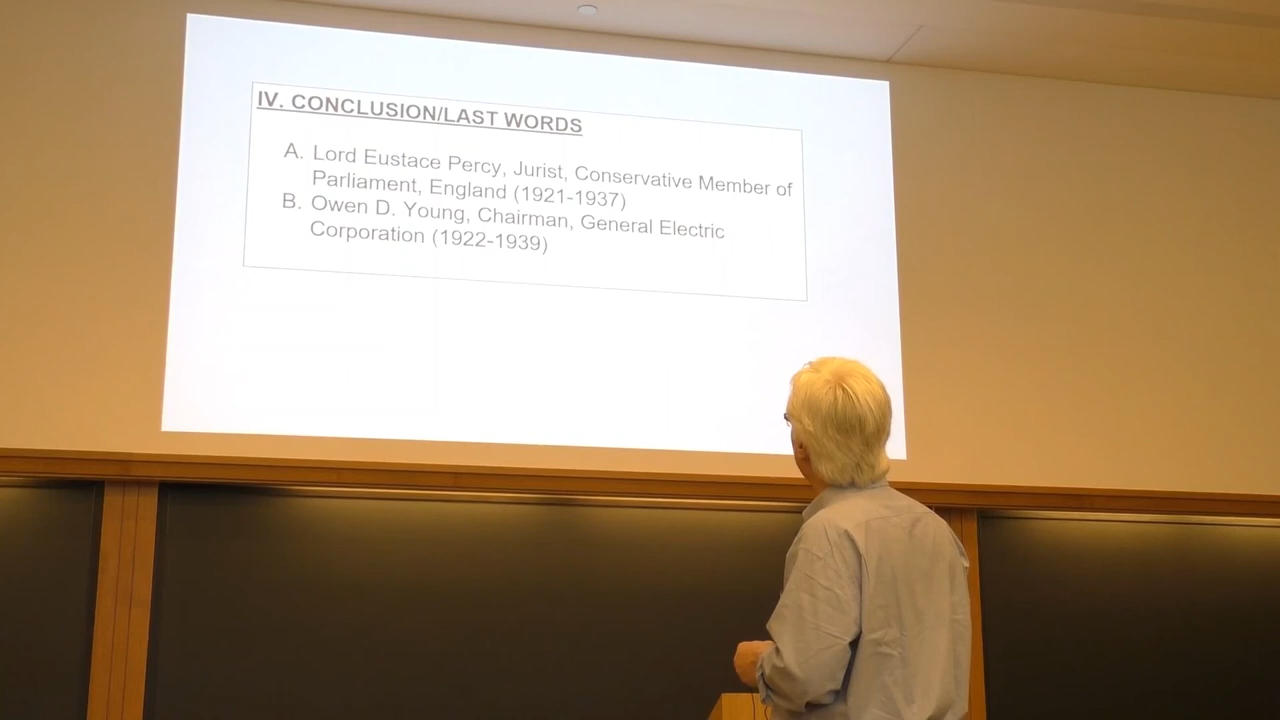 IV. CONCLUSION/LAST WORDS
A. Lord Eustace Percy, Jurist, Conservative Member of
Parliament, England (1921-1937)
B. Owen D. Young, Chairman, General Electric
Corporation (1922-1939)